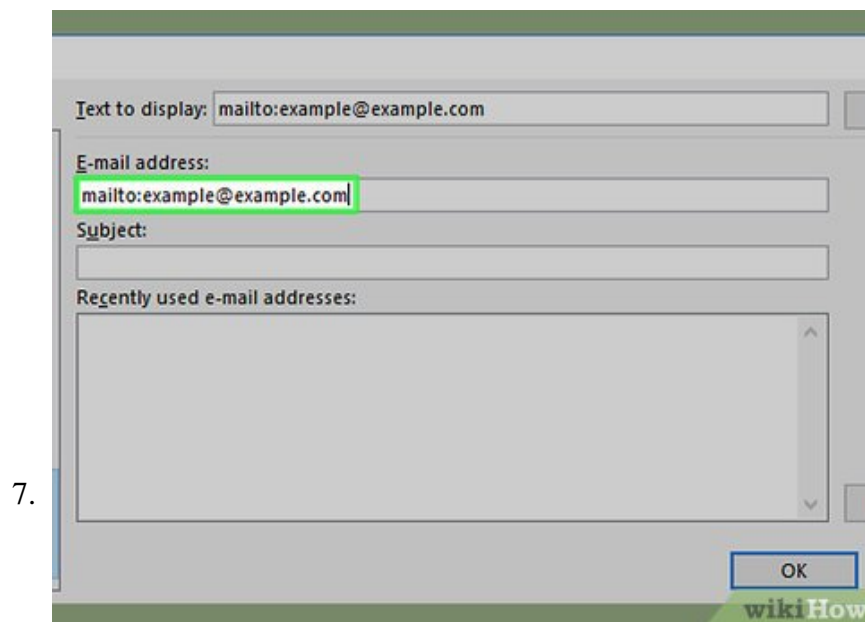 Text to display: mailto:example@example.com
E-mail address:
mailto:example@example.com
Subject:
Recently used e-mail addresses:
7.
OK
wikiHow